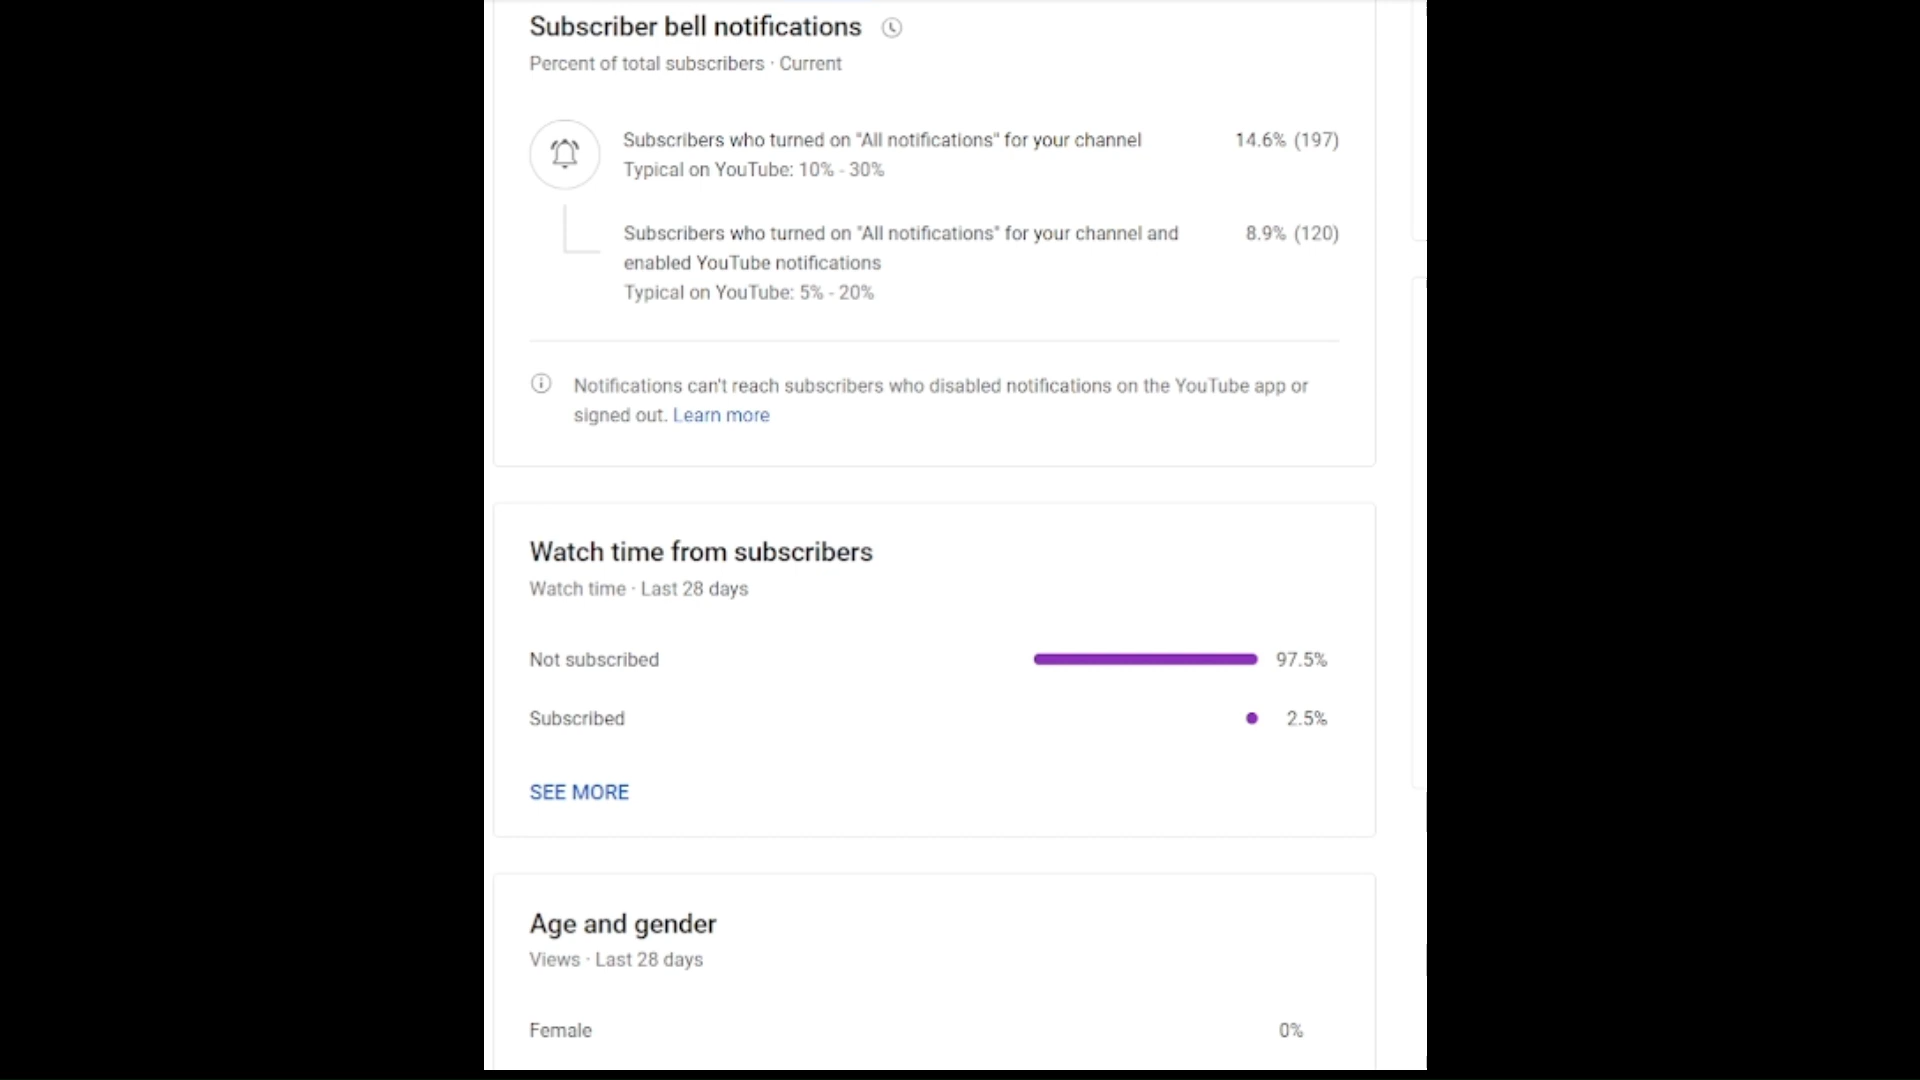 Subscriber bell notifications
Percent of total subscribers · Current
Subscribers who turned on "All notifications" for your channel 14.6% (197)
Typical on YouTube: 10% - 30%
Subscribers who turned on "All notifications" for your channel and 8.9% (120)
enabled YouTube notifications
Typical on YouTube: 5% - 20%
Notifications can't reach subscribers who disabled notifications on the YouTube app or
signed out. Learn more
Watch time from subscribers
Watch time · Last 28 days
Not subscribed 97.5%
Subscribed 2.5%
SEE MORE
Age and gender
Views · Last 28 days
Female 0%